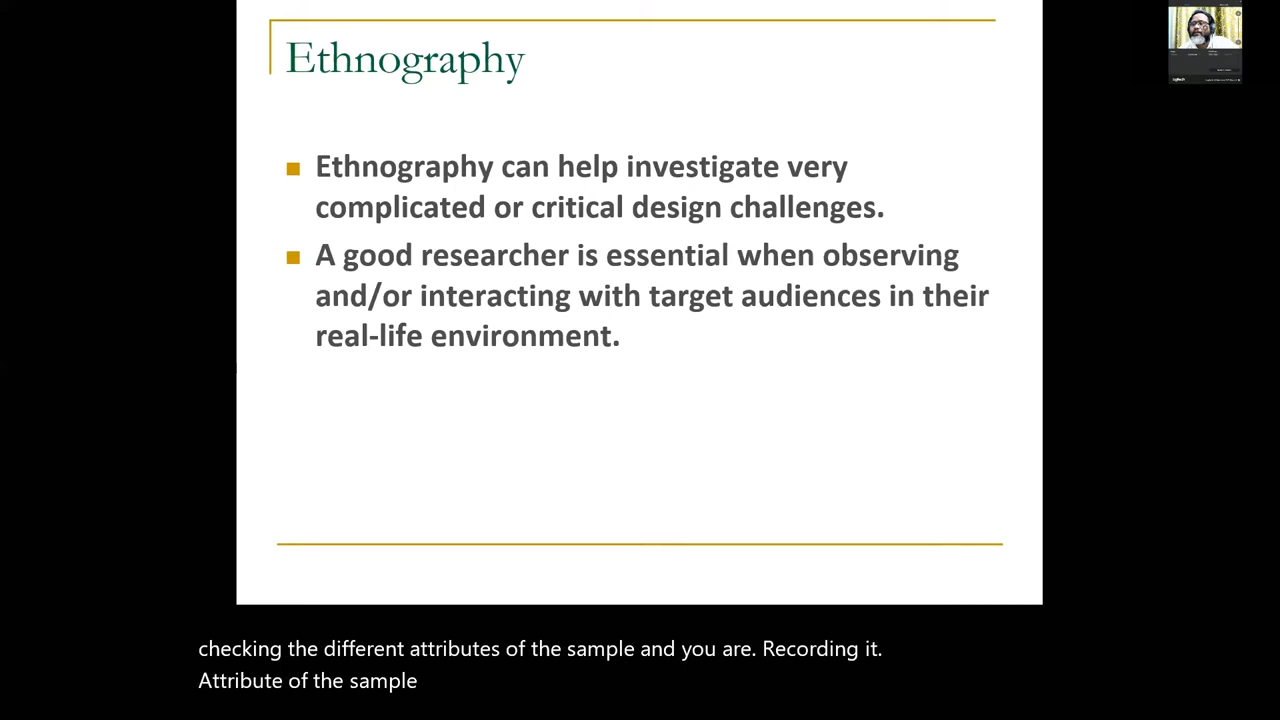 Ethnography
Ethnography can help investigate very
complicated or critical design challenges.
A good researcher is essential when observing
and/or interacting with target audiences in their
real-life environment.
checking the different attributes of the sample and you are. Recording it.
Attribute of the sample